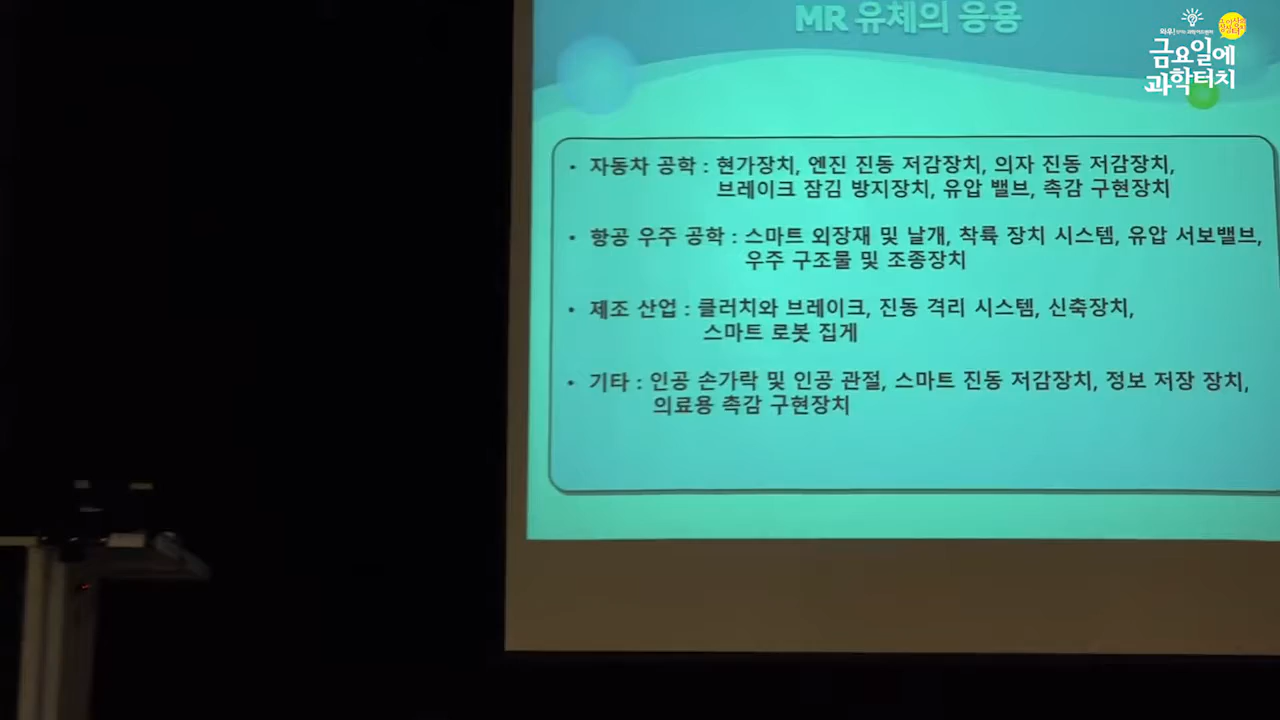 MR 유체의 응용
금요일에
과학터치
• 자동차 공학 : 현가장치, 엔진 진동 저감장치, 의자 진동 저감장치,
브레이크 잠김 방지장치, 유압 밸브, 촉감 구현장치
• 항공 우주 공학 : 스마트 외장재 및 날개, 착륙 장치 시스템, 유압 서보밸브,
우주 구조물 및 조종장치
• 제조 산업 : 클러치와 브레이크, 진동 격리 시스템, 신축장치,
스마트 로봇 집게
• 기타 : 인공 손가락 및 인공 관절, 스마트 진동 저감장치, 정보 저장 장치,
의료용 촉감 구현장치